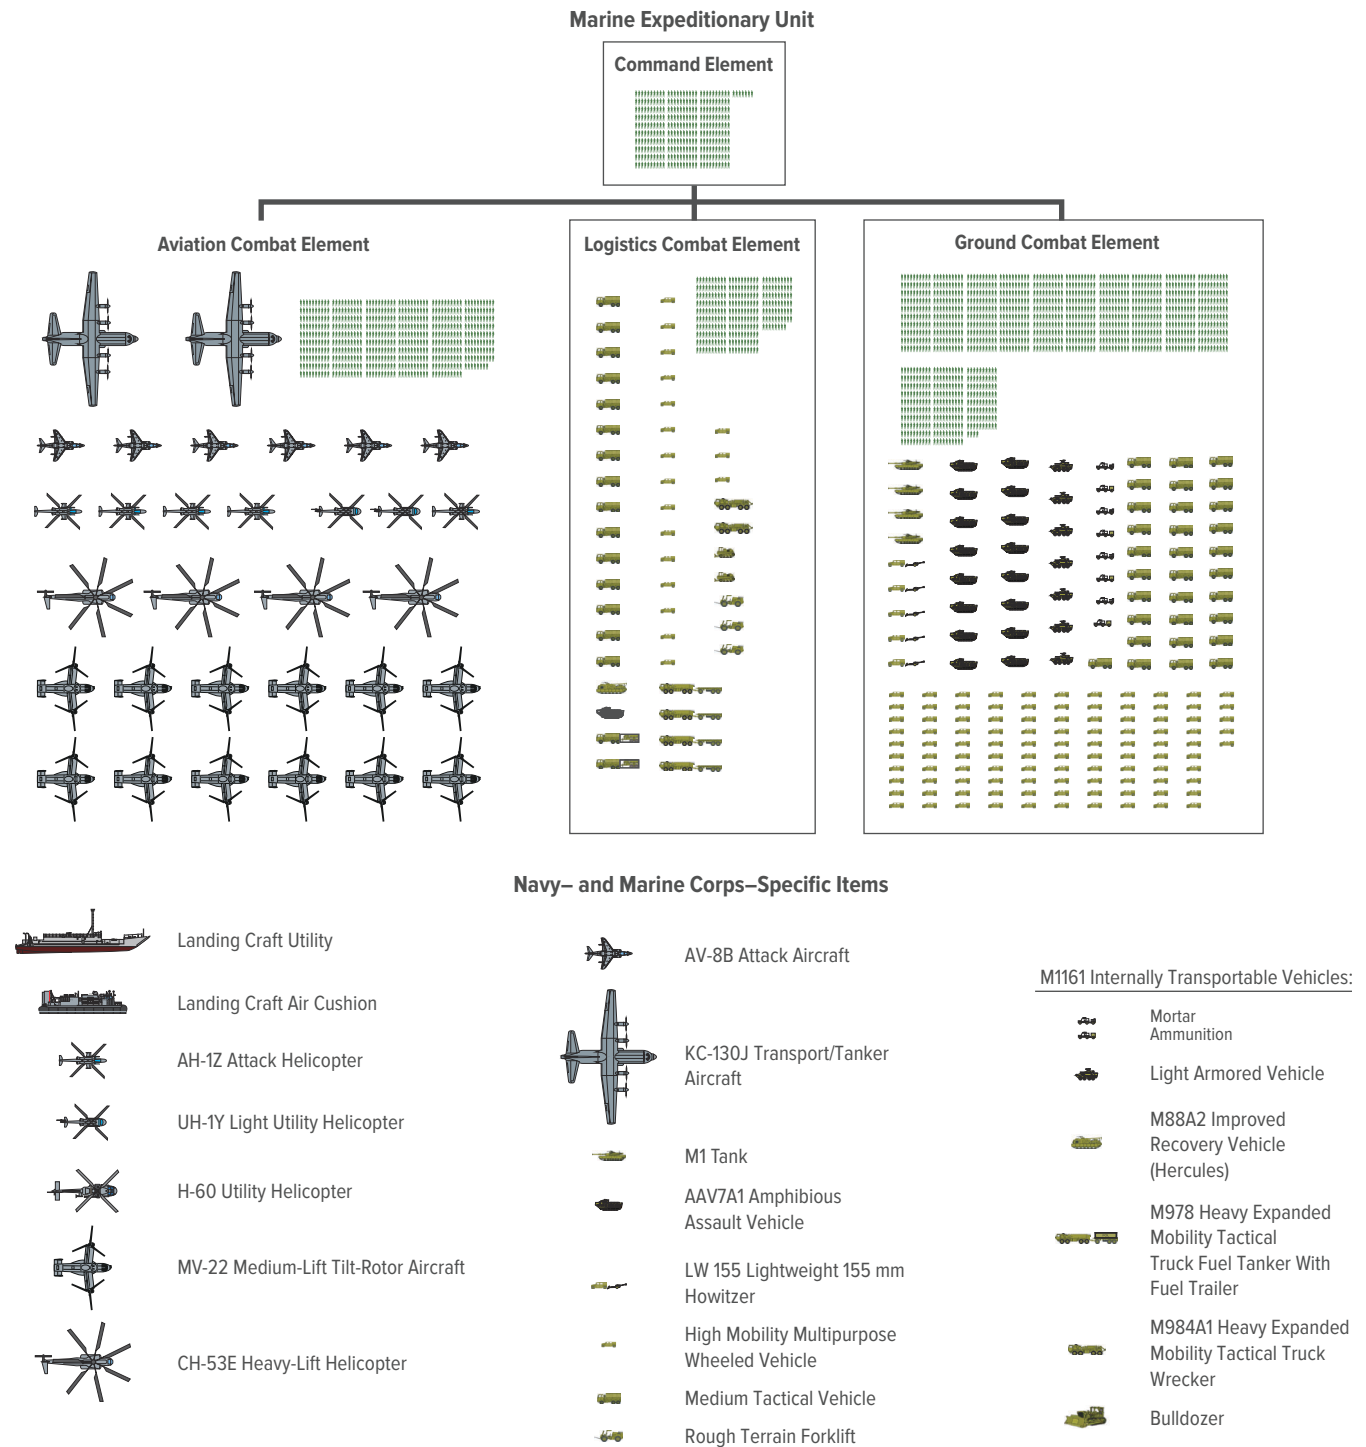 Marine Expeditionary Unit
Command Element
Aviation Combat Element
Logistics Combat Element
Ground Combat Element
Navy– and Marine Corps–Specific Items
Landing Craft Utility
Landing Craft Air Cushion
AH-1Z Attack Helicopter
UH-1Y Light Utility Helicopter
H-60 Utility Helicopter
MV-22 Medium-Lift Tilt-Rotor Aircraft
CH-53E Heavy-Lift Helicopter
AV-8B Attack Aircraft
KC-130J Transport/Tanker
Aircraft
M1 Tank
AAV7A1 Amphibious
Assault Vehicle
LW 155 Lightweight 155 mm
Howitzer
High Mobility Multipurpose
Wheeled Vehicle
Medium Tactical Vehicle
Rough Terrain Forklift
M1161 Internally Transportable Vehicles:
Mortar
Ammunition
Light Armored Vehicle
M88A2 Improved
Recovery Vehicle
(Hercules)
M978 Heavy Expanded
Mobility Tactical
Truck Fuel Tanker With
Fuel Trailer
M984A1 Heavy Expanded
Mobility Tactical Truck
Wrecker
Bulldozer